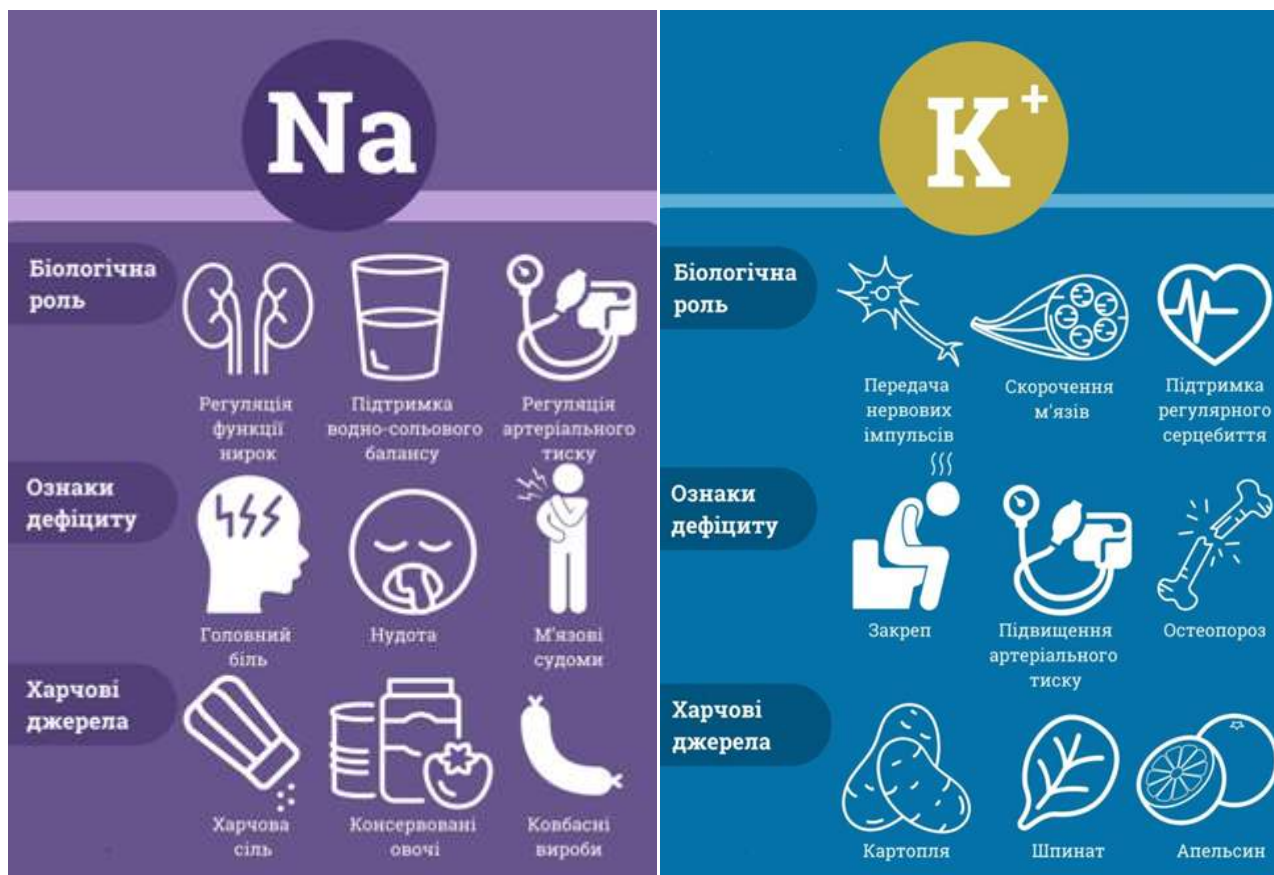 Na
Біологічна
роль
Регуляція
функції
нирок
Підтримка
водно-сольового
балансу
Регуляція
артеріального
тиску
Ознаки
дефіциту
Головний
біль
Нудота
М'язові
судоми
Харчові
джерела
Харчова
сіль
Консервовані
овочі
Ковбасні
вироби
K+
Біологічна
роль
Передача
нервових
імпульсів
Скорочення
м'язів
Підтримка
регулярного
серцебиття
Ознаки
дефіциту
Закреп
Підвищення
артеріального
тиску
Остеопороз
Харчові
джерела
Картопля
Шпинат
Апельсин